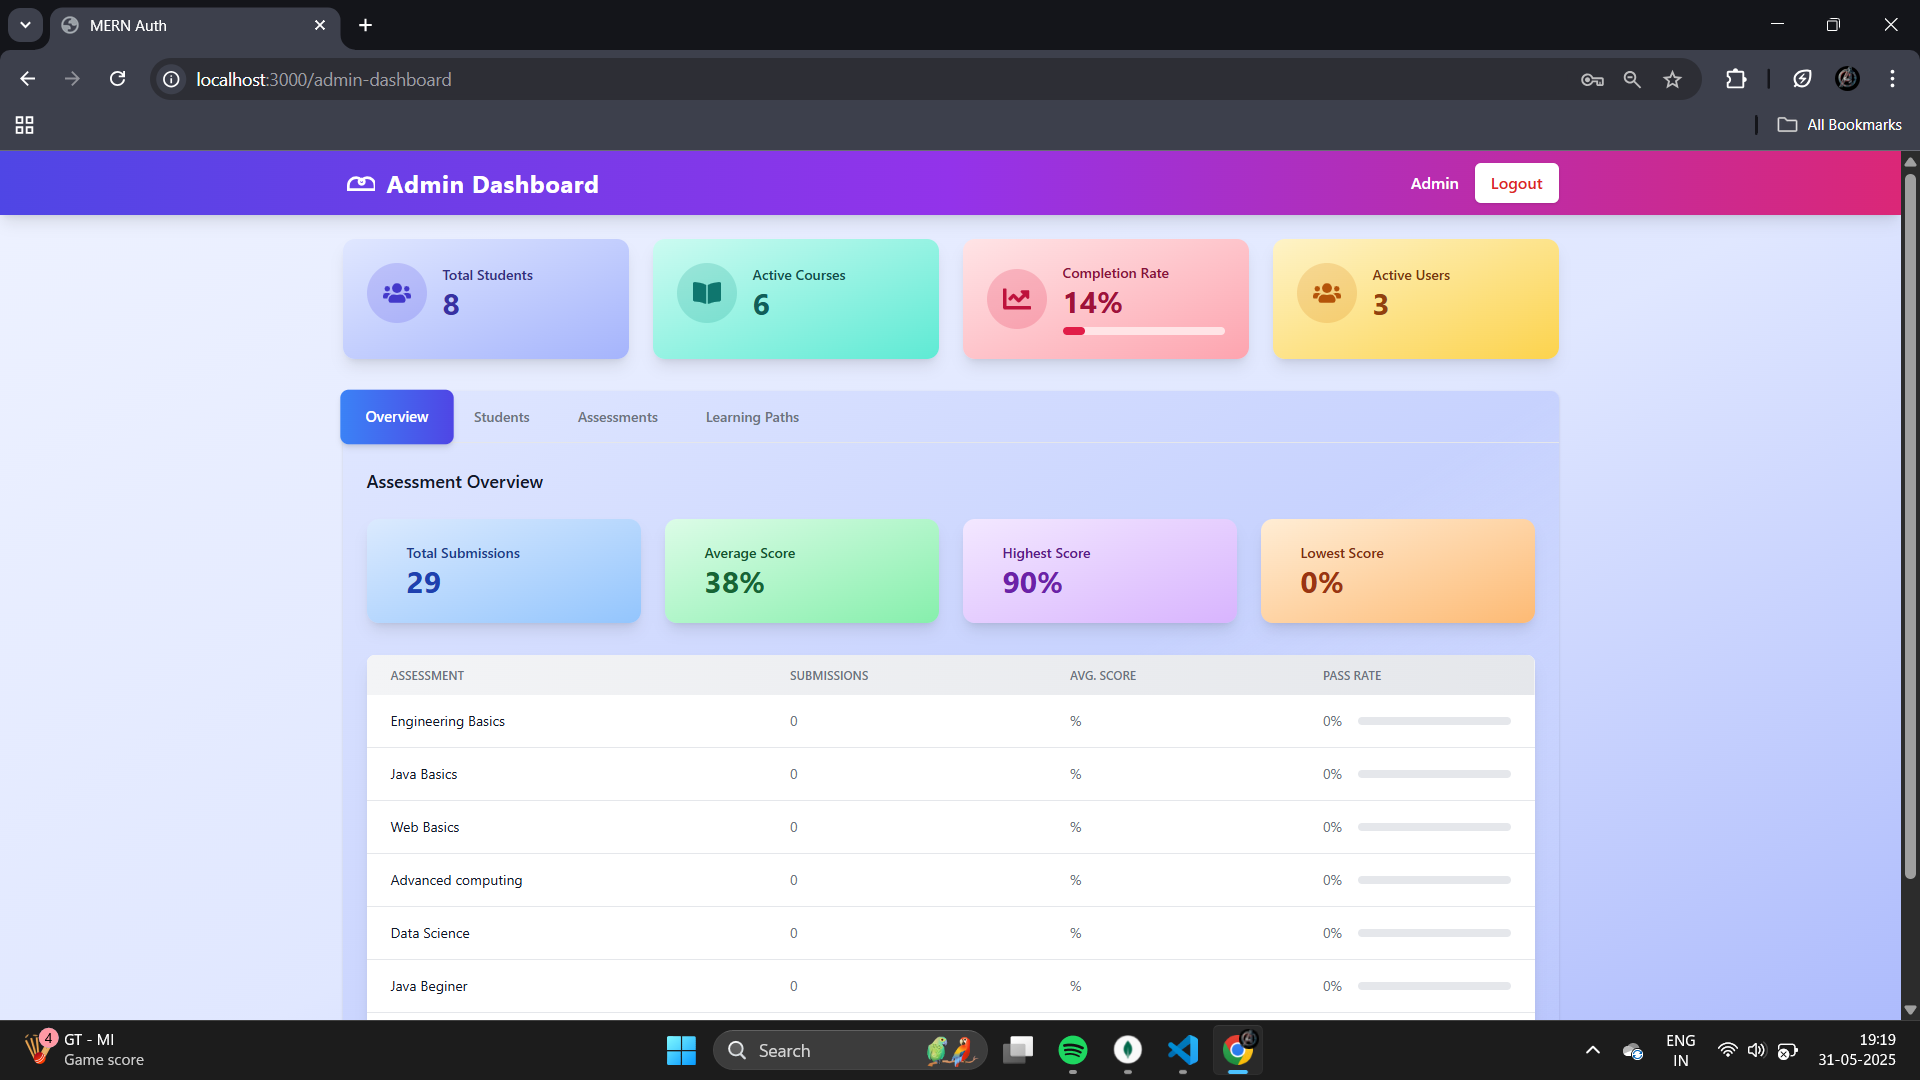 MERN Auth
localhost:3000/admin-dashboard
All Bookmarks
Admin Dashboard
Admin
Logout
Total Students
8
Active Courses
6
Completion Rate
14%
Active Users
3
Overview
Students
Assessments
Learning Paths
Assessment Overview
Total Submissions
29
Average Score
38%
Highest Score
90%
Lowest Score
0%
ASSESSMENT SUBMISSIONS AVG. SCORE PASS RATE
Engineering Basics 0 % 0%
Java Basics 0 % 0%
Web Basics 0 % 0%
Advanced computing 0 % 0%
Data Science 0 % 0%
Java Beginer 0 % 0%
4
GT - MI
Game score
Search
ENG
IN
19:19
31-05-2025